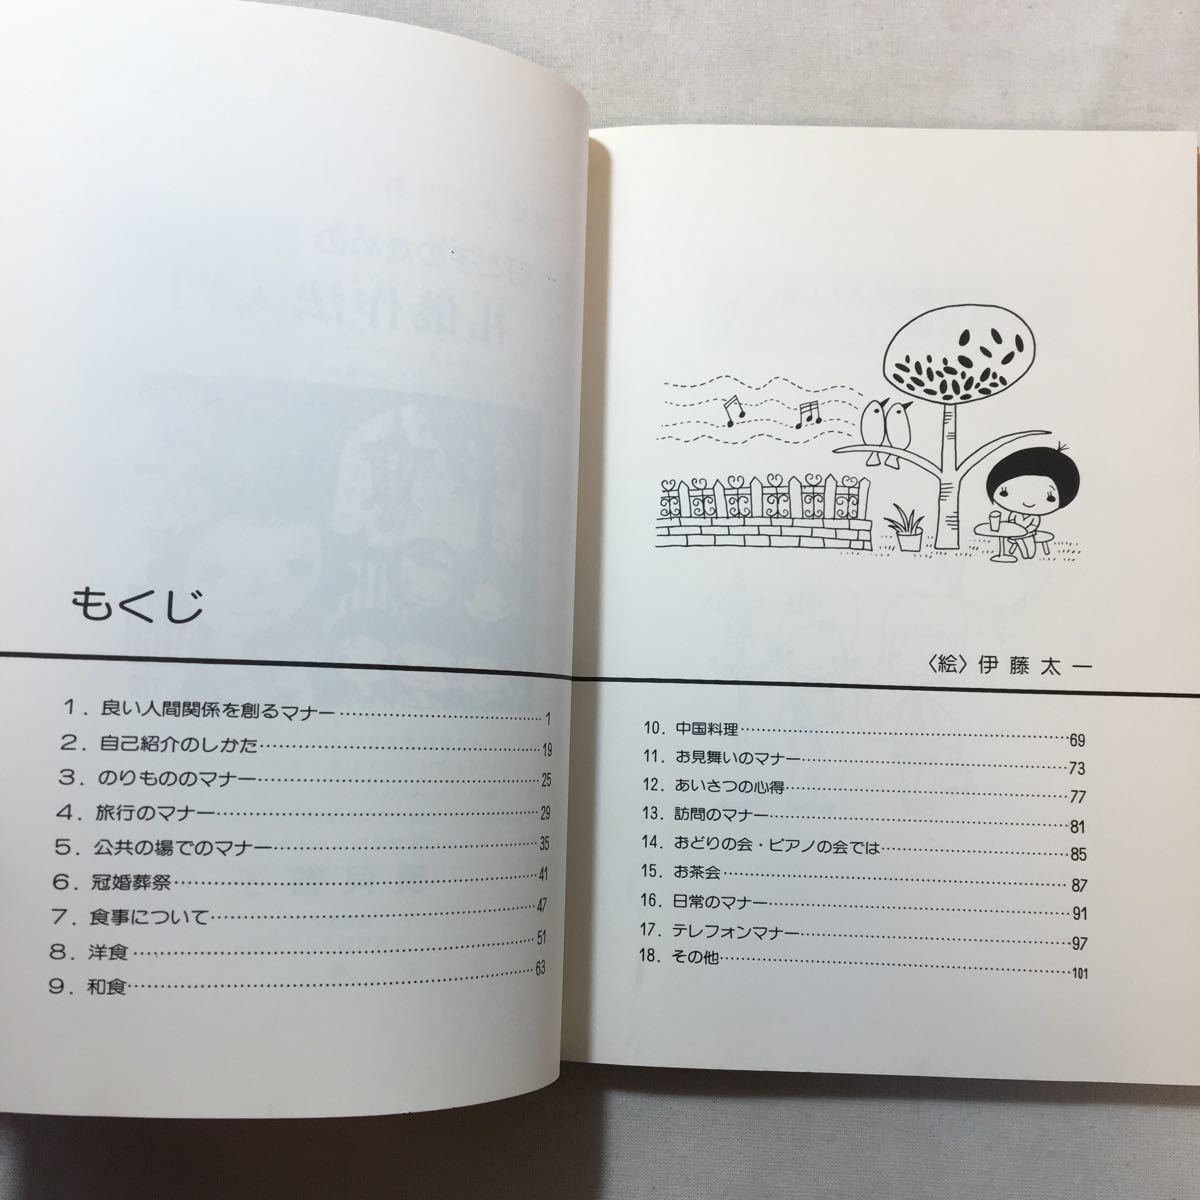 もくじ
1. 良い人間関係を創るマナー……………………1
2. 自己紹介のしかた……………………19
3. のりもののマナー……………………25
4. 旅行のマナー……………………29
5. 公共の場でのマナー……………………35
6. 冠婚葬祭……………………41
7. 食事について……………………47
8. 洋食……………………51
9. 和食……………………63
〈絵〉伊藤太一
10. 中国料理……………………69
11. お見舞いのマナー……………………73
12. あいさつの心得……………………77
13. 訪問のマナー……………………81
14. おどりの会・ピアノの会では……………………85
15. お茶会……………………87
16. 日常のマナー……………………91
17. テレフォンマナー……………………97
18. その他……………………101